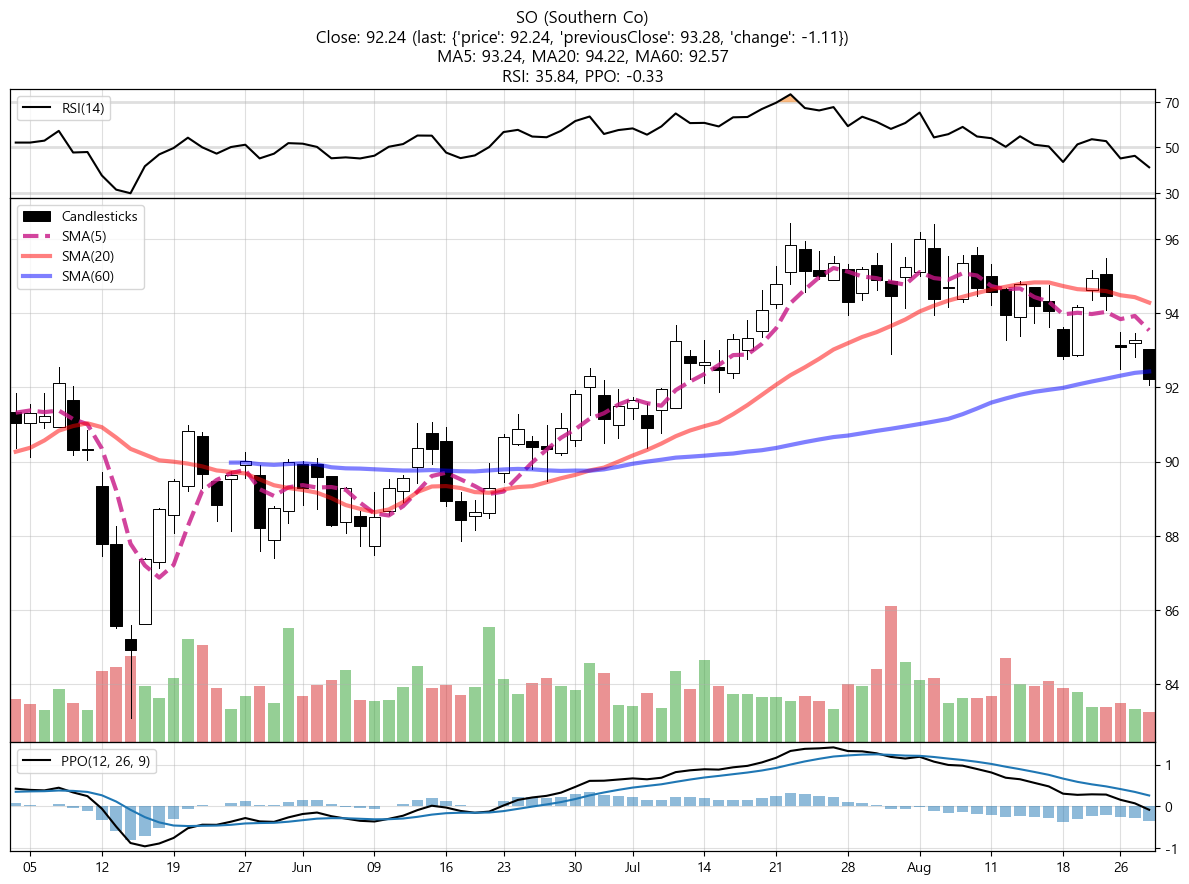 SO (Southern Co)
Close: 92.24 (last: {'price': 92.24, 'previousClose': 93.28, 'change': -1.11})
MA5: 93.24, MA20: 94.22, MA60: 92.57
RSI: 35.84, PPO: -0.33
RSI(14)
70
50
30
Candlesticks
SMA(5)
SMA(20)
SMA(60)
96
94
92
90
88
86
84
PPO(12, 26, 9)
1
0
-1
05 12 19 27 Jun 09 16 23 30 Jul 14 21 28 Aug 11 18 26